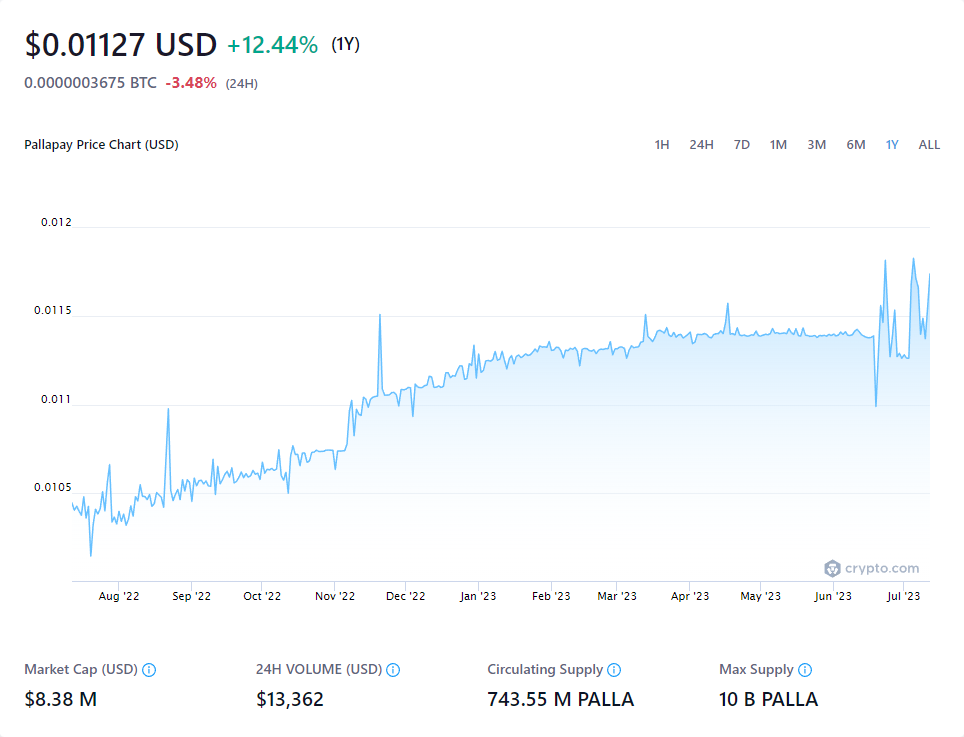 $0.01127 USD +12.44% (1Y)
0.0000003675 BTC -3.48% (24H)
Pallapay Price Chart (USD) 1H 24H 7D 1M 3M 6M 1Y ALL
0.012
0.0115
0.011
0.0105
crypto.com
Aug '22 Sep '22 Oct '22 Nov '22 Dec '22 Jan '23 Feb '23 Mar '23 Apr '23 May '23 Jun '23 Jul '23
Market Cap (USD) 24H VOLUME (USD) Circulating Supply Max Supply
$8.38 M $13,362 743.55 M PALLA 10 B PALLA